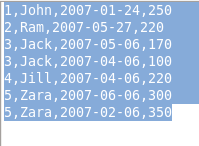 1,John,2007-01-24,250
2,Ram,2007-05-27,220
3,Jack,2007-05-06,170
3,Jack,2007-04-06,100
4,Jill,2007-04-06,220
5,Zara,2007-06-06,300
5,Zara,2007-02-06,350